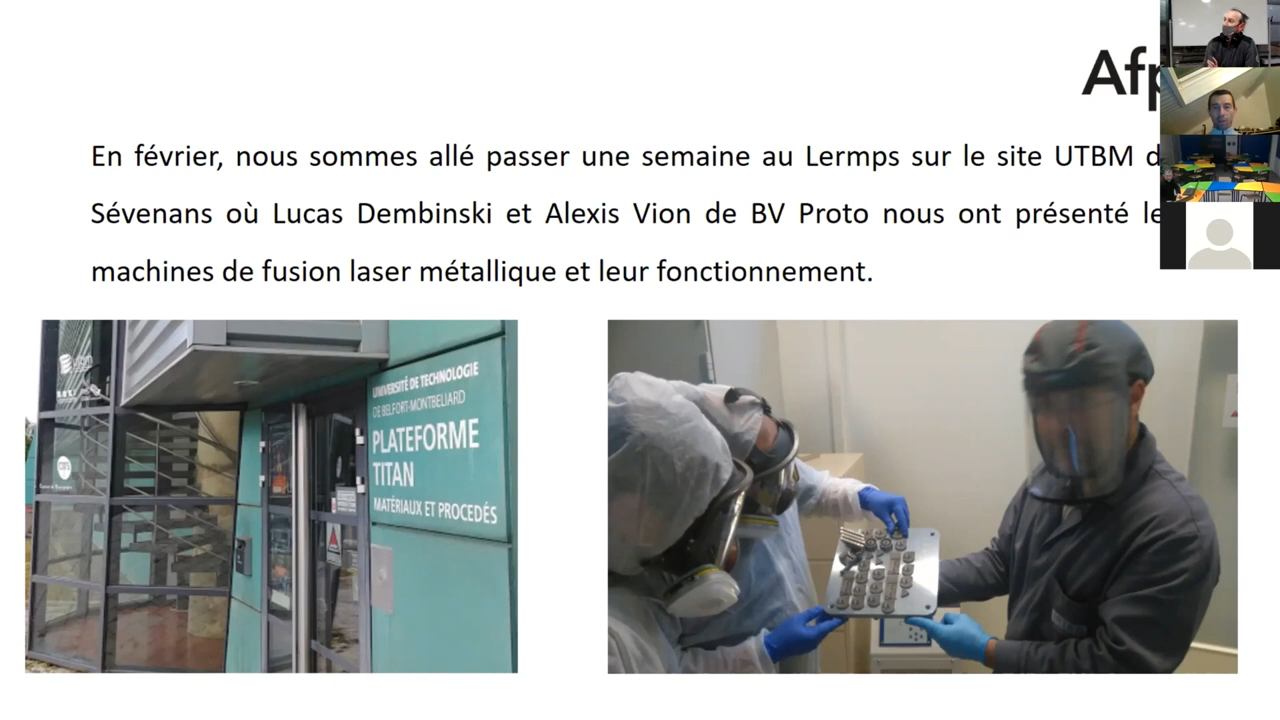 Afp
En février, nous sommes allé passer une semaine au Lermps sur le site UTBM d
Sévenans où Lucas Dembinski et Alexis Vion de BV Proto nous ont présenté le
machines de fusion laser métallique et leur fonctionnement.
UNIVERSITÉ DE TECHNOLOGIE
DE BELFORT-MONTBELIARD
PLATEFORME
TITAN
MATÉRIAUX ET PROCEDÉS